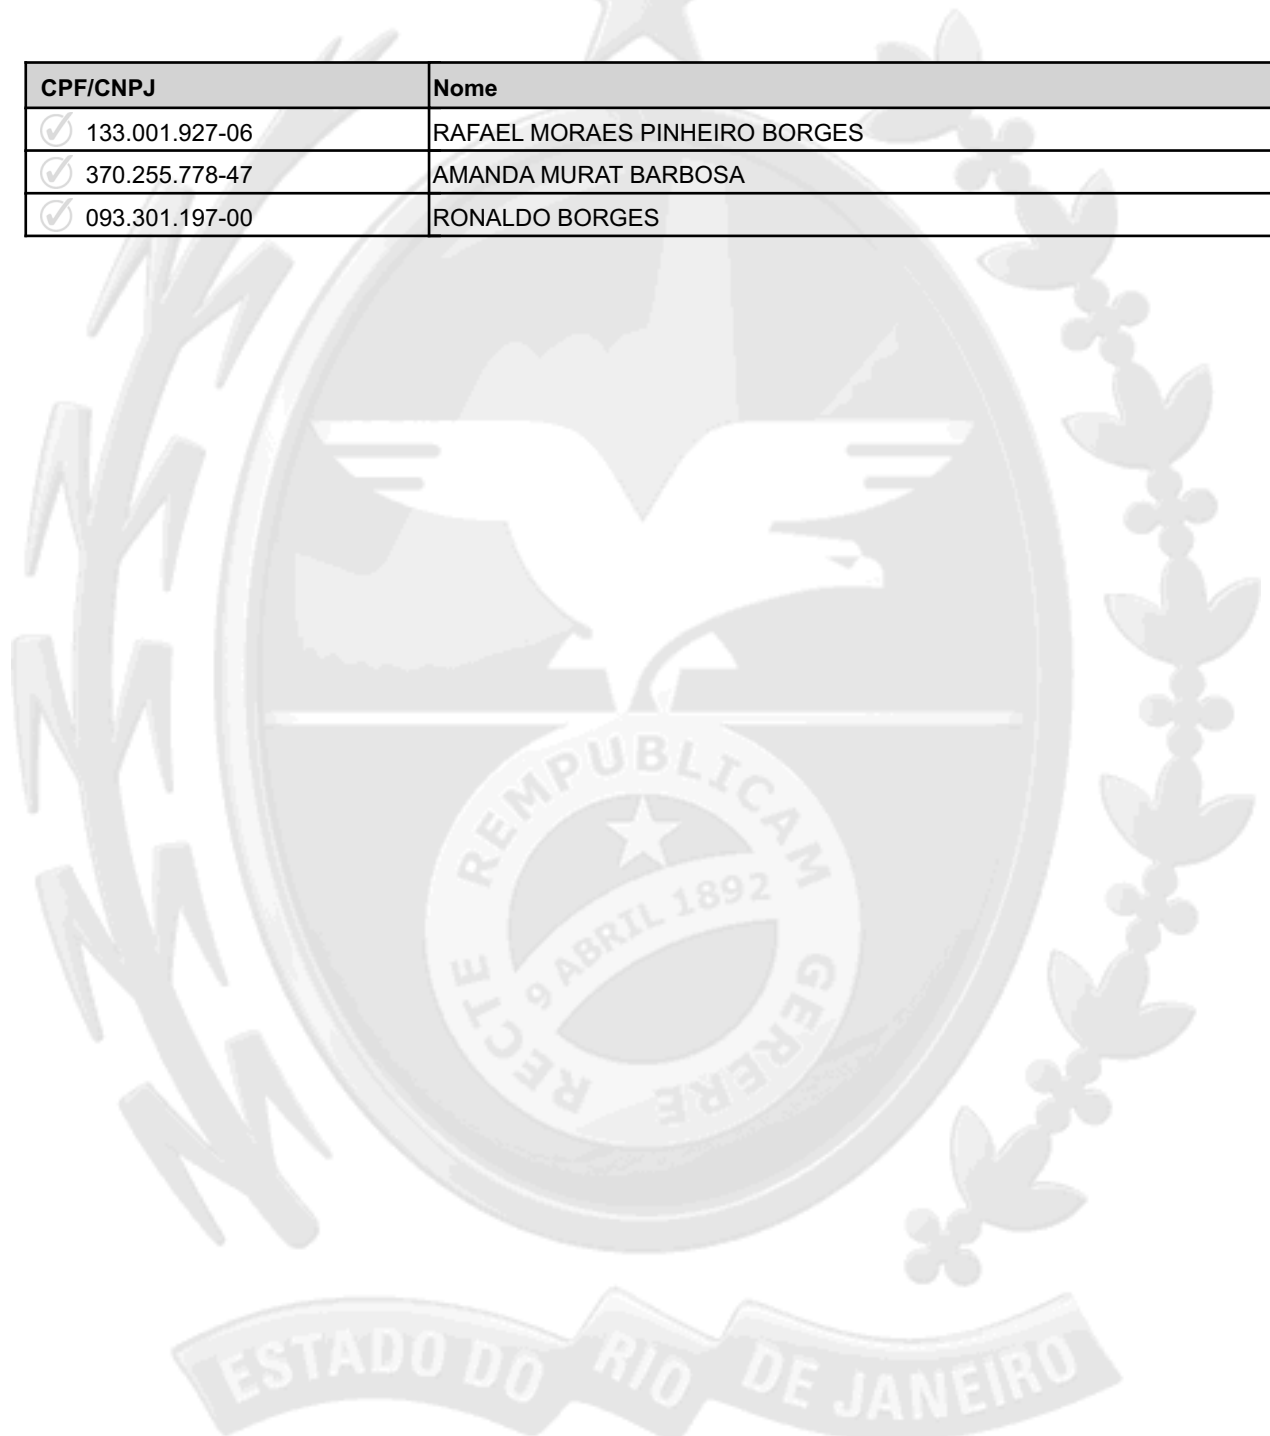 CPF/CNPJ Nome
133.001.927-06 RAFAEL MORAES PINHEIRO BORGES
370.255.778-47 AMANDA MURAT BARBOSA
093.301.197-00 RONALDO BORGES
RECTE REMPUBLICAM GERERE
9 ABRIL 1892
ESTADO DO RIO DE JANEIRO